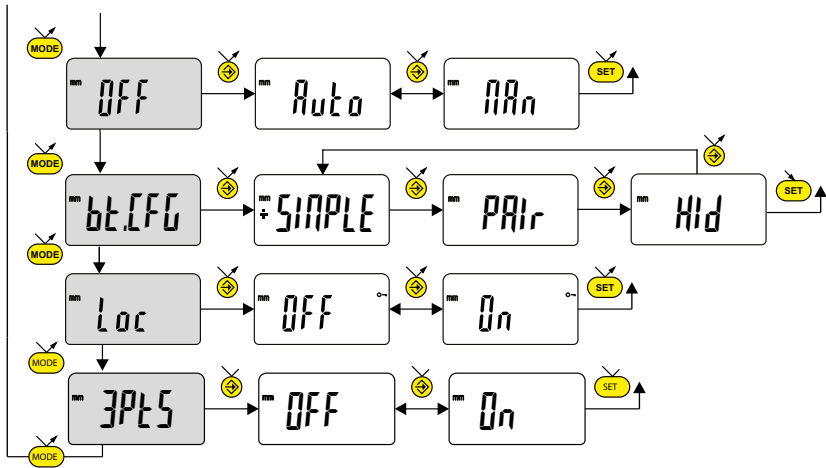 MODE
mm OFF
mm Auto
mm MAn
SET
MODE
mm bt.CFG
mm SIMPLE
mm PAIr
mm HId
SET
MODE
mm Loc
mm OFF
mm On
SET
MODE
mm 3PtS
mm OFF
mm On
SET
MODE